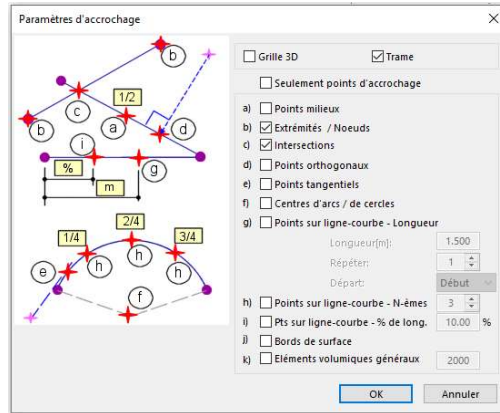 Paramètres d'accrochage
b
1/2
c
b
a
d
i
%
g
m
2/4
1/4
3/4
h
h
h
e
f
Grille 3D Trame
Seulement points d'accrochage
a) Points milieux
b) Extrémités / Noeuds
c) Intersections
d) Points orthogonaux
e) Points tangentiels
f) Centres d'arcs / de cercles
g) Points sur ligne-courbe - Longueur
Longueur[m]: 1.500
Répéter: 1
Départ: Début
h) Points sur ligne-courbe - N-èmes 3
i) Pts sur ligne-courbe - % de long. 10.00 %
j) Bords de surface
k) Eléments volumiques généraux 2000
OK Annuler